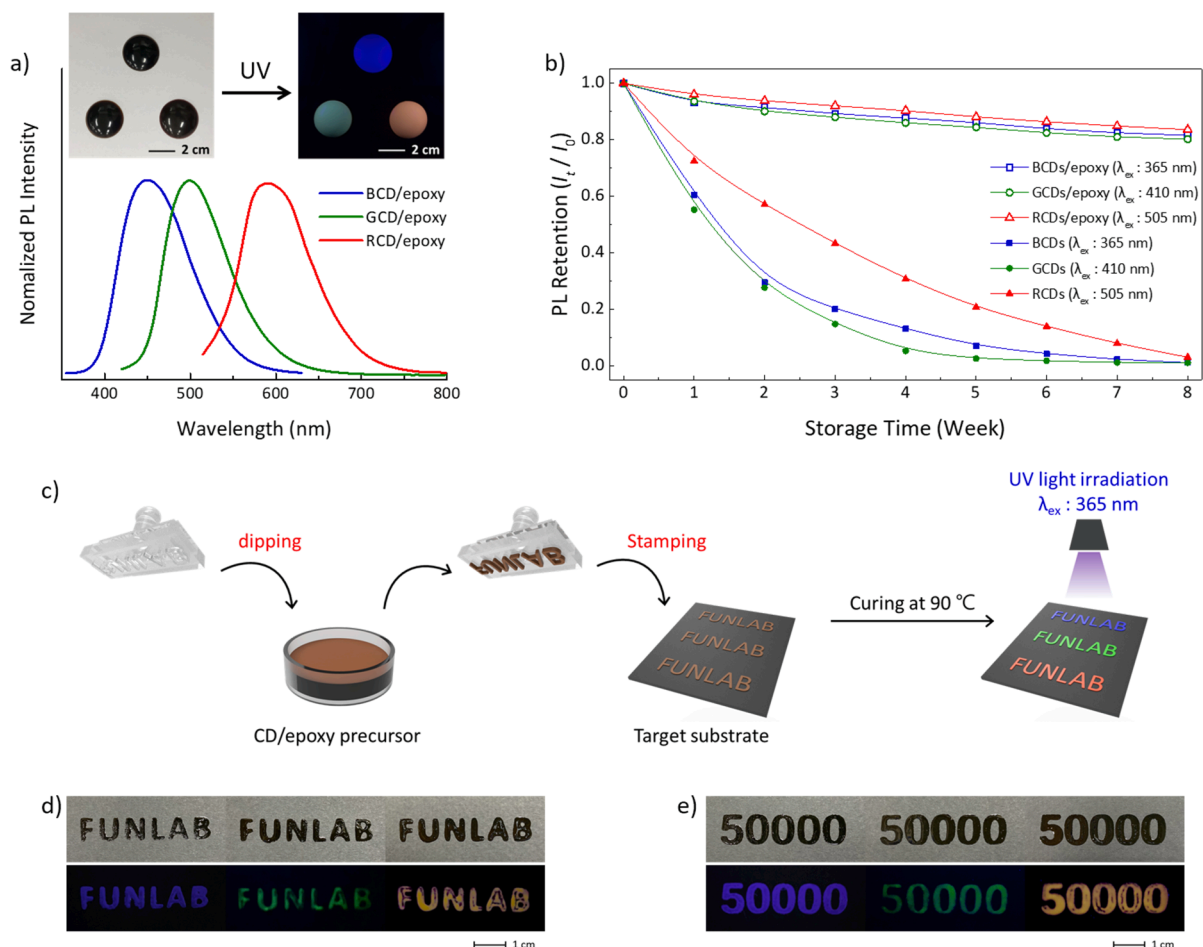 a)
UV
2 cm
2 cm
Nomalized PL Intensity
BCD/epoxy
GCD/epoxy
RCD/epoxy
400
500
600
700
800
Wavelength (nm)
b)
PL Retention (It / I0)
1.0
0.8
0.6
0.4
0.2
0.0
BCDs/epoxy (λex : 365 nm)
GCDs/epoxy (λex : 410 nm)
RCDs/epoxy (λex : 505 nm)
BCDs (λex : 365 nm)
GCDs (λex : 410 nm)
RCDs (λex : 505 nm)
0
1
2
3
4
5
6
7
8
Storage Time (Week)
c)
dipping
CD/epoxy precursor
FUNLAB
Stamping
FUNLAB
FUNLAB
FUNLAB
Target substrate
Curing at 90 ℃
UV light irradiation
λex : 365 nm
FUNLAB
FUNLAB
FUNLAB
d)
FUNLAB FUNLAB FUNLAB
FUNLAB FUNLAB FUNLAB
1 cm
e)
50000 50000 50000
50000 50000 50000
1 cm